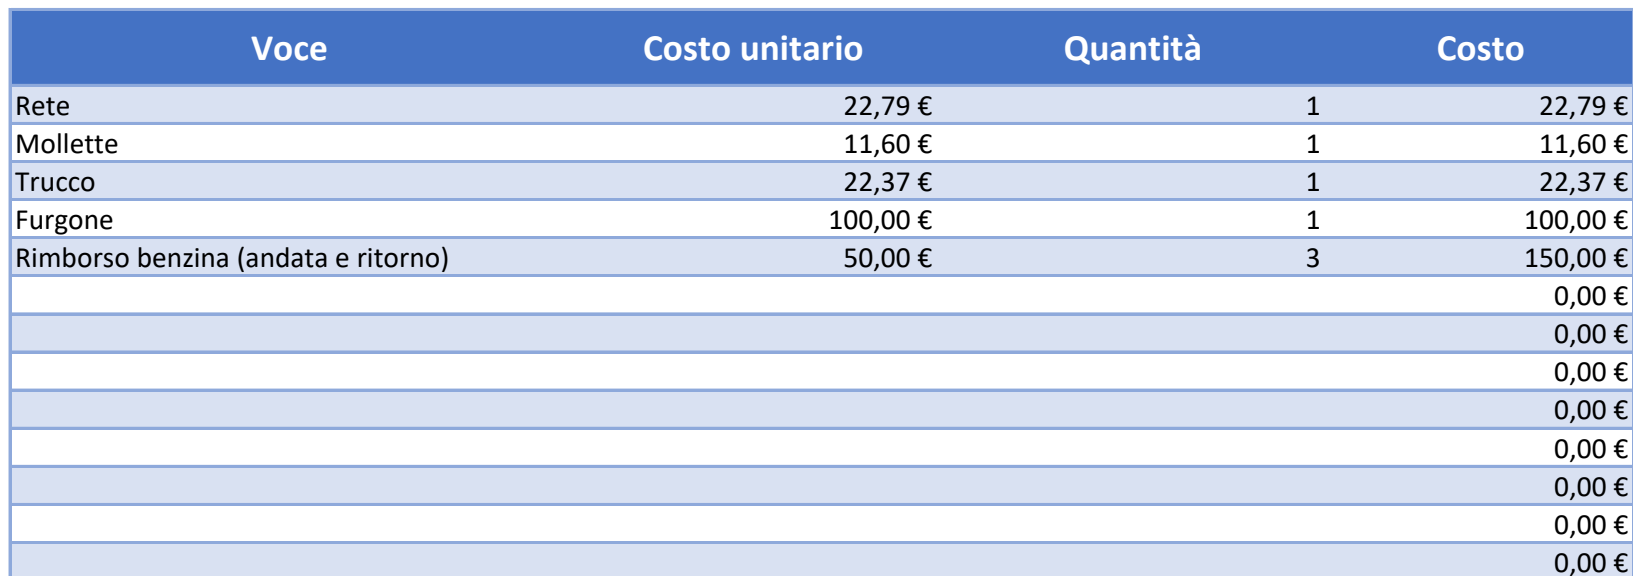 Voce Costo unitario Quantità Costo
Rete 22,79 € 1 22,79 €
Mollette 11,60 € 1 11,60 €
Trucco 22,37 € 1 22,37 €
Furgone 100,00 € 1 100,00 €
Rimborso benzina (andata e ritorno) 50,00 € 3 150,00 €
0,00 €
0,00 €
0,00 €
0,00 €
0,00 €
0,00 €
0,00 €
0,00 €